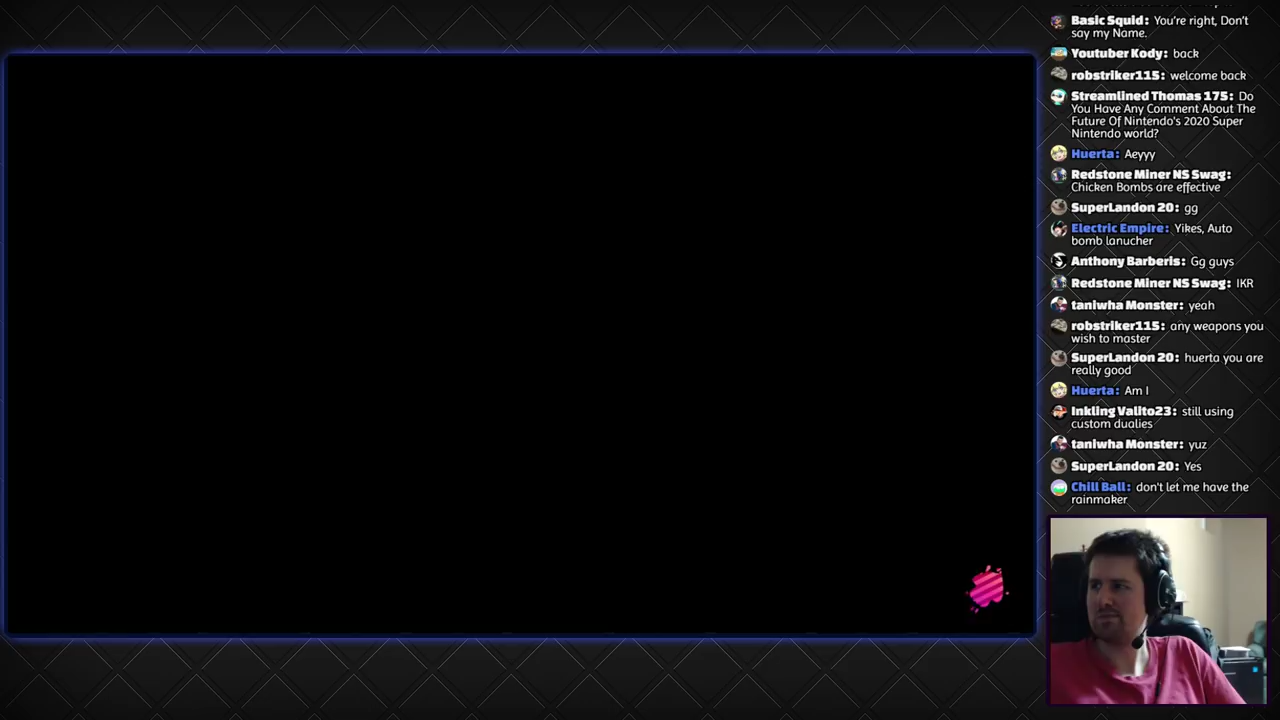 Basic Squid: You're right, Don't
say my Name.
Youtuber Kody: back
robstriker115: welcome back
Streamlined Thomas 175: Do
You Have Any Comment About The
Future Of Nintendo's 2020 Super
Nintendo world?
Huerta: Aeyyy
Redstone Miner NS Swag:
Chicken Bombs are effective
SuperLandon 20: gg
Electric Empire: Yikes, Auto
bomb lanucher
Anthony Barberis: Gg guys
Redstone Miner NS Swag: IKR
taniwha Monster: yeah
robstriker115: any weapons you
wish to master
SuperLandon 20: huerta you are
really good
Huerta: Am I
Inkling Valito23: still using
custom dualies
taniwha Monster: yuz
SuperLandon 20: Yes
Chill Ball: don't let me have the
rainmaker